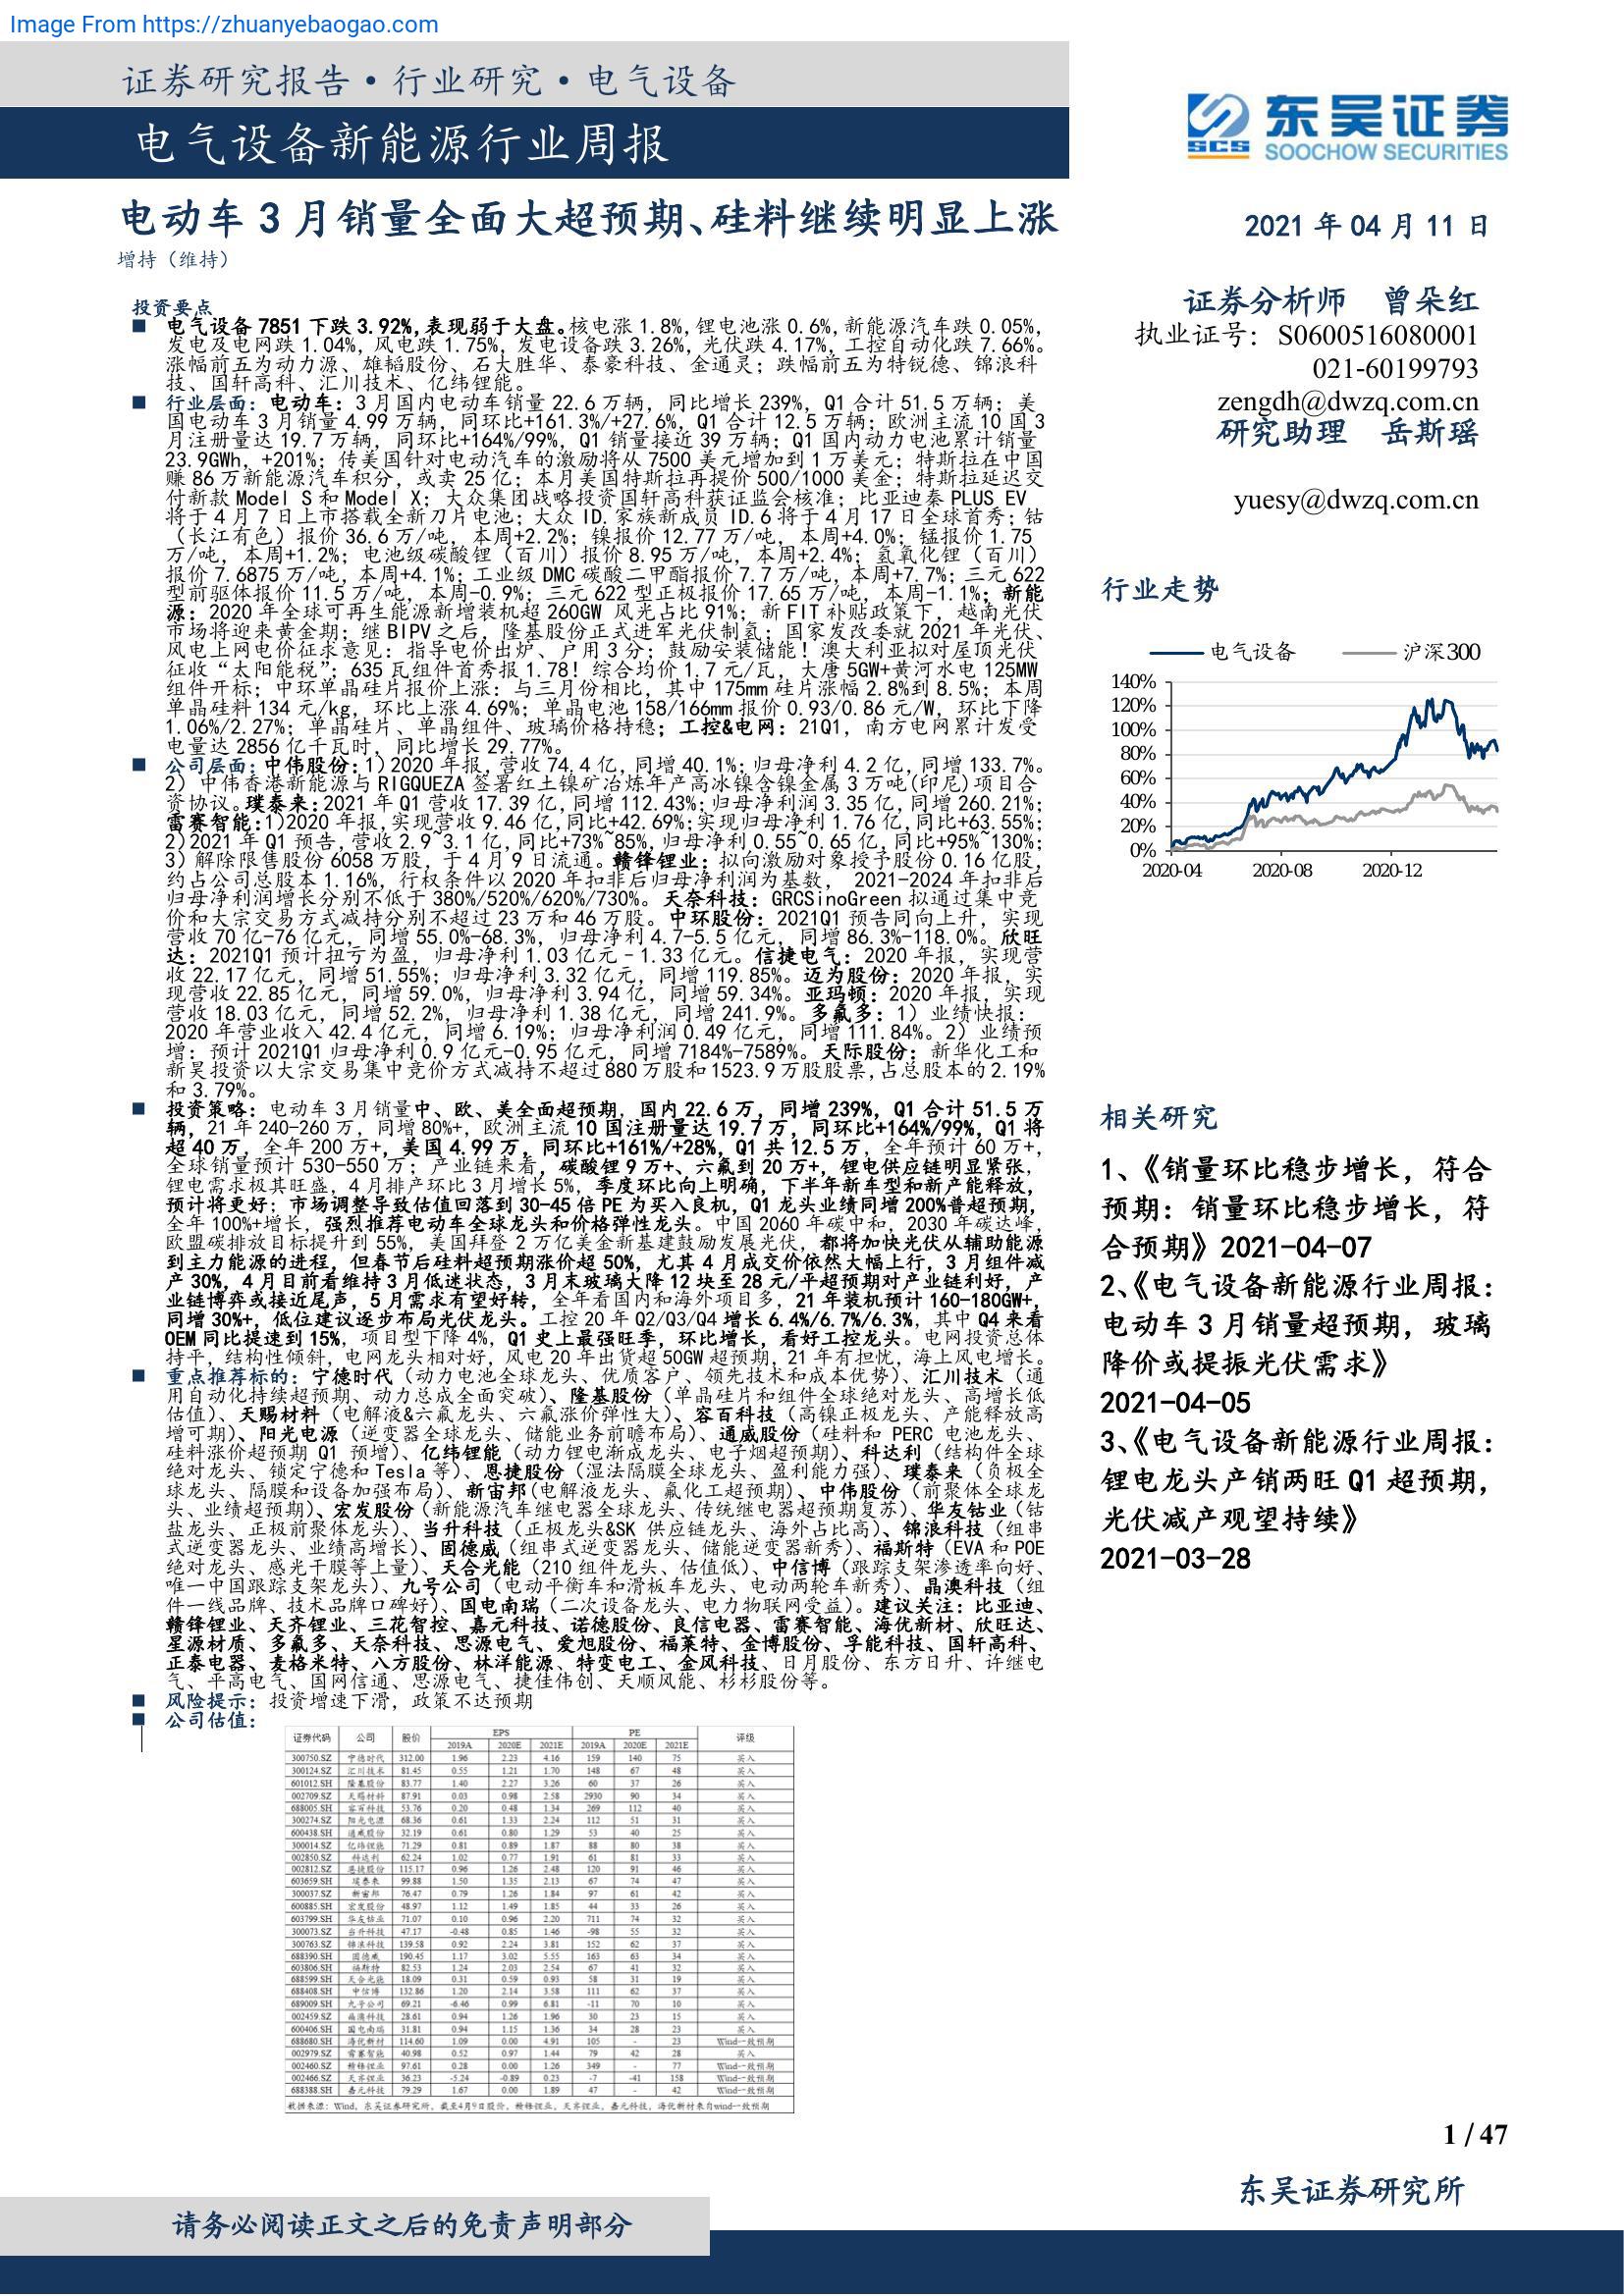 Image From https://zhuanyebaogao.com
证券研究报告·行业研究·电气设备
电气设备新能源行业周报
东吴证券
SCS
SOOCHOW SECURITIES
电动车 3 月销量全面大超预期、硅料继续明显上涨
增持（维持）
2021 年 04 月 11 日
证券分析师 曾朵红
执业证号：S0600516080001
021-60199793
zengdh@dwzq.com.cn
研究助理 岳斯瑶
yuesy@dwzq.com.cn
投资要点
■ 电气设备 7851 下跌 3.92%,表现弱于大盘。核电涨 1.8%,锂电池涨 0.6%,新能源汽车跌 0.05%,
发电及电网跌 1.04%,风电跌 1.75%,发电设备跌 3.26%,光伏跌 4.17%,工控自动化跌 7.66%。
涨幅前五为动力源、雄韬股份、石大胜华、泰豪科技、金通灵；跌幅前五为特锐德、锦浪科
技、国轩高科、汇川技术、亿纬锂能。
■ 行业层面：电动车：3 月国内电动车销量 22.6 万辆，同比增长 239%，Q1 合计 51.5 万辆；美
国电动车 3 月销量 4.99 万辆，同环比+161.3%/+27.6%，Q1 合计 12.5 万辆；欧洲主流 10 国 3
月注册量达 19.7 万辆，同环比+164%/99%，Q1 销量接近 39 万辆；Q1 国内动力电池累计销量
23.9GWh，+201%；传美国针对电动汽车的激励将从 7500 美元增加到 1 万美元；特斯拉在中国
赚 86 万新能源汽车积分，或卖 25 亿；本月美国特斯拉再提价 500/1000 美金；特斯拉延迟交
付新款 Model S 和 Model X；大众集团战略投资国轩高科获证监会核准；比亚迪秦 PLUS EV
将于 4 月 7 日上市搭载全新刀片电池；大众 ID.家族新成员 ID.6 将于 4 月 17 日全球首秀；钴
（长江有色）报价 36.6 万/吨，本周+2.2%；镍报价 12.77 万/吨，本周+4.0%；锰报价 1.75
万/吨，本周+1.2%；电池级碳酸锂（百川）报价 8.95 万/吨，本周+2.4%；氢氧化锂（百川）
报价 7.6875 万/吨，本周+4.1%；工业级 DMC 碳酸二甲酯报价 7.7 万/吨，本周+7.7%；三元 622
型前驱体报价 11.5 万/吨，本周-0.9%；三元 622 型正极报价 17.65 万/吨，本周-1.1%；新能
源：2020 年全球可再生能源新增装机超 260GW 风光占比 91%；新 FIT 补贴政策下，越南光伏
市场将迎来黄金期；继 BIPV 之后，隆基股份正式进军光伏制氢；国家发改委就 2021 年光伏、
风电上网电价征求意见：指导电价出炉、户用 3 分；鼓励安装储能！澳大利亚拟对屋顶光伏
征收“太阳能税”；635 瓦组件首秀报 1.78！综合均价 1.7 元/瓦，大唐 5GW+黄河水电 125MW
组件开标；中环单晶硅片报价上涨：与三月份相比，其中 175mm 硅片涨幅 2.8%到 8.5%；本周
单晶硅料 134 元/kg，环比上涨 4.69%；单晶电池 158/166mm 报价 0.93/0.86 元/W，环比下降
1.06%/2.27%；单晶硅片、单晶组件、玻璃价格持稳；工控&电网：21Q1，南方电网累计发受
电量达 2856 亿千瓦时，同比增长 29.77%。
■ 公司层面：中伟股份：1)2020 年报，营收 74.4 亿,同增 40.1%；归母净利 4.2 亿,同增 133.7%。
2) 中伟香港新能源与 RIGQUEZA 签署红土镍矿冶炼年产高冰镍含镍金属 3 万吨(印尼)项目合
资协议。璞泰来：2021 年 Q1 营收 17.39 亿,同增 112.43%；归母净利润 3.35 亿,同增 260.21%；
雷赛智能：1)2020 年报,实现营收 9.46 亿,同比+42.69%；实现归母净利 1.76 亿,同比+63.55%；
2)2021 年 Q1 预告,营收 2.9~3.1 亿,同比+73%~85%,归母净利 0.55~0.65 亿,同比+95%~130%；
3) 解除限售股份 6058 万股，于 4 月 9 日流通。赣锋锂业：拟向激励对象授予股份 0.16 亿股，
约占公司总股本 1.16%，行权条件以 2020 年扣非后归母净利润为基数， 2021-2024 年扣非后
归母净利润增长分别不低于 380%/520%/620%/730%。天奈科技：GRCSinoGreen 拟通过集中竞
价和大宗交易方式减持分别不超过 23 万和 46 万股。中环股份：2021Q1 预告同向上升，实现
营收 70 亿-76 亿元，同增 55.0%-68.3%，归母净利 4.7-5.5 亿元，同增 86.3%-118.0%。欣旺
达：2021Q1 预计扭亏为盈，归母净利 1.03 亿元–1.33 亿元。信捷电气：2020 年报，实现营
收 22.17 亿元，同增 51.55%；归母净利 3.32 亿元，同增 119.85%。迈为股份：2020 年报，实
现营收 22.85 亿元，同增 59.0%，归母净利 3.94 亿，同增 59.34%。亚玛顿：2020 年报，实现
营收 18.03 亿元，同增 52.2%，归母净利 1.38 亿元，同增 241.9%。多氟多：1) 业绩快报：
2020 年营业收入 42.4 亿元，同增 6.19%；归母净利润 0.49 亿元，同增 111.84%。2) 业绩预
增：预计 2021Q1 归母净利 0.9 亿元-0.95 亿元，同增 7184%-7589%。天际股份：新华化工和
新昊投资以大宗交易集中竞价方式减持不超过 880 万股和 1523.9 万股股票,占总股本的 2.19%
和 3.79%。
■ 投资策略：电动车 3 月销量中、欧、美全面超预期，国内 22.6 万，同增 239%，Q1 合计 51.5 万
辆，21 年 240-260 万，同增 80%+，欧洲主流 10 国注册量达 19.7 万，同环比+164%/99%，Q1 将
超 40 万，全年 200 万+，美国 4.99 万，同环比+161%/+28%，Q1 共 12.5 万，全年预计 60 万+，
全球销量预计 530-550 万；产业链来看，碳酸锂 9 万+、六氟到 20 万+，锂电供应链明显紧张，
锂电需求极其旺盛，4 月排产环比 3 月增长 5%，季度环比向上明确，下半年新车型和新产能释放，
预计将更好；市场调整导致估值回落到 30-45 倍 PE 为买入良机，Q1 龙头业绩同增 200%普超预期，
全年 100%+增长，强烈推荐电动车全球龙头和价格弹性龙头。中国 2060 年碳中和，2030 年碳达峰，
欧盟碳排放目标提升到 55%，美国拜登 2 万亿美金新基建鼓励发展光伏，都将加快光伏从辅助能源
到主力能源的进程，但春节后硅料超预期涨价超 50%，尤其 4 月成交价依然大幅上行，3 月组件减
产 30%，4 月目前看维持 3 月低迷状态，3 月末玻璃大降 12 块至 28 元/平超预期对产业链利好，产
业链博弈或接近尾声，5 月需求有望好转，全年看国内和海外项目多，21 年装机预计 160-180GW+，
同增 30%+，低位建议逐步布局光伏龙头。工控 20 年 Q2/Q3/Q4 增长 6.4%/6.7%/6.3%，其中 Q4 来看
OEM 同比提速到 15%，项目型下降 4%，Q1 史上最强旺季，环比增长，看好工控龙头。电网投资总体
持平，结构性倾斜，电网龙头相对好，风电 20 年出货超 50GW 超预期，21 年有担忧，海上风电增长。
■ 重点推荐标的：宁德时代（动力电池全球龙头、优质客户、领先技术和成本优势）、汇川技术（通
用自动化持续超预期、动力总成全面突破）、隆基股份（单晶硅片和组件全球绝对龙头、高增长低
估值）、天赐材料（电解液&六氟龙头、六氟涨价弹性大）、容百科技（高镍正极龙头、产能释放高
增可期）、阳光电源（逆变器全球龙头、储能业务前瞻布局）、通威股份（硅料和 PERC 电池龙头、
硅料涨价超预期 Q1 预增）、亿纬锂能（动力锂电渐成龙头、电子烟超预期）、科达利（结构件全球
绝对龙头、锁定宁德和 Tesla 等）、恩捷股份（湿法隔膜全球龙头、盈利能力强）、璞泰来（负极全
球龙头、隔膜和设备加强布局）、新宙邦(电解液龙头、氟化工超预期）、中伟股份（前聚体全球龙
头、业绩超预期）、宏发股份（新能源汽车继电器全球龙头、传统继电器超预期复苏）、华友钴业（钴
盐龙头、正极前聚体龙头）、当升科技（正极龙头&SK 供应链龙头、海外占比高）、锦浪科技（组串
式逆变器龙头、业绩高增长）、固德威（组串式逆变器龙头、储能逆变器新秀）、福斯特（EVA 和 POE
绝对龙头、感光干膜等上量）、天合光能（210 组件龙头、估值低）、中信博（跟踪支架渗透率向好、
唯一中国跟踪支架龙头）、九号公司（电动平衡车和滑板车龙头、电动两轮车新秀）、晶澳科技（组
件一线品牌、技术品牌口碑好）、国电南瑞（二次设备龙头、电力物联网受益）。建议关注：比亚迪、
赣锋锂业、天齐锂业、三花智控、嘉元科技、诺德股份、良信电器、雷赛智能、海优新材、欣旺达、
星源材质、多氟多、天奈科技、思源电气、爱旭股份、福莱特、金博股份、孚能科技、国轩高科、
正泰电器、麦格米特、八方股份、林洋能源、特变电工、金风科技、日月股份、东方日升、许继电
气、平高电气、国网信通、思源电气、捷佳伟创、天顺风能、杉杉股份等。
■ 风险提示：投资增速下滑，政策不达预期
■ 公司估值：
证券代码 公司 股价 EPS PE 评级
2019A 2020E 2021E 2019A 2020E 2021E
300750.SZ 宁德时代 312.00 1.96 2.23 4.16 159 140 75 买入
300124.SZ 汇川技术 81.45 0.55 1.21 1.70 148 67 48 买入
601012.SH 隆基股份 83.77 1.40 2.27 3.26 60 37 26 买入
002709.SZ 天赐材料 87.91 0.03 0.98 2.58 2930 90 34 买入
688005.SH 容百科技 53.76 0.20 0.48 1.34 269 112 40 买入
300274.SZ 阳光电源 68.36 0.61 1.33 2.24 112 51 31 买入
600438.SH 通威股份 32.19 0.61 0.80 1.29 53 40 25 买入
300014.SZ 亿纬锂能 71.29 0.81 0.89 1.87 88 80 38 买入
002850.SZ 科达利 62.24 1.02 0.77 1.91 61 81 33 买入
002812.SZ 恩捷股份 115.17 0.96 1.26 2.48 120 91 46 买入
603659.SH 璞泰来 99.88 1.50 1.35 2.13 67 74 47 买入
300037.SZ 新宙邦 76.47 0.79 1.26 1.84 97 61 42 买入
600885.SH 宏发股份 48.97 1.12 1.49 1.85 44 33 26 买入
603799.SH 华友钴业 71.07 0.10 0.96 2.20 711 74 32 买入
300073.SZ 当升科技 47.17 -0.48 0.85 1.46 -98 55 32 买入
300763.SZ 锦浪科技 139.58 0.92 2.24 3.81 152 62 37 买入
688390.SH 固德威 190.45 1.17 3.02 5.55 163 63 34 买入
603806.SH 福斯特 82.53 1.24 2.03 2.54 67 41 32 买入
688599.SH 天合光能 18.09 0.31 0.59 0.93 58 31 19 买入
688408.SH 中信博 132.86 1.20 2.14 3.58 111 62 37 买入
689009.SH 九号公司 69.21 -6.46 0.99 6.81 -11 70 10 买入
002459.SZ 晶澳科技 28.61 0.94 1.26 1.96 30 23 15 买入
600406.SH 国电南瑞 31.81 0.94 1.15 1.36 34 28 23 买入
688680.SH 海优新材 114.60 1.09 0.00 4.91 105 - 23 Wind一致预期
002979.SZ 雷赛智能 40.98 0.52 0.97 1.44 79 42 28 买入
002460.SZ 赣锋锂业 97.61 0.28 0.00 1.26 349 - 77 Wind一致预期
002466.SZ 天齐锂业 36.23 -5.24 -0.89 0.23 -7 -41 158 Wind一致预期
688388.SH 嘉元科技 79.29 1.67 0.00 1.89 47 - 42 Wind一致预期
数据来源：Wind，东吴证券研究所，截至4月9日股价，赣锋锂业，天齐锂业，嘉元科技，海优新材来自wind一致预期
行业走势
电气设备 沪深300
140%
120%
100%
80%
60%
40%
20%
0%
2020-04 2020-08 2020-12
相关研究
1、《销量环比稳步增长，符合
预期：销量环比稳步增长，符
合预期》2021-04-07
2、《电气设备新能源行业周报：
电动车 3 月销量超预期，玻璃
降价或提振光伏需求》
2021-04-05
3、《电气设备新能源行业周报：
锂电龙头产销两旺 Q1 超预期，
光伏减产观望持续》
2021-03-28
1 / 47
东吴证券研究所
请务必阅读正文之后的免责声明部分